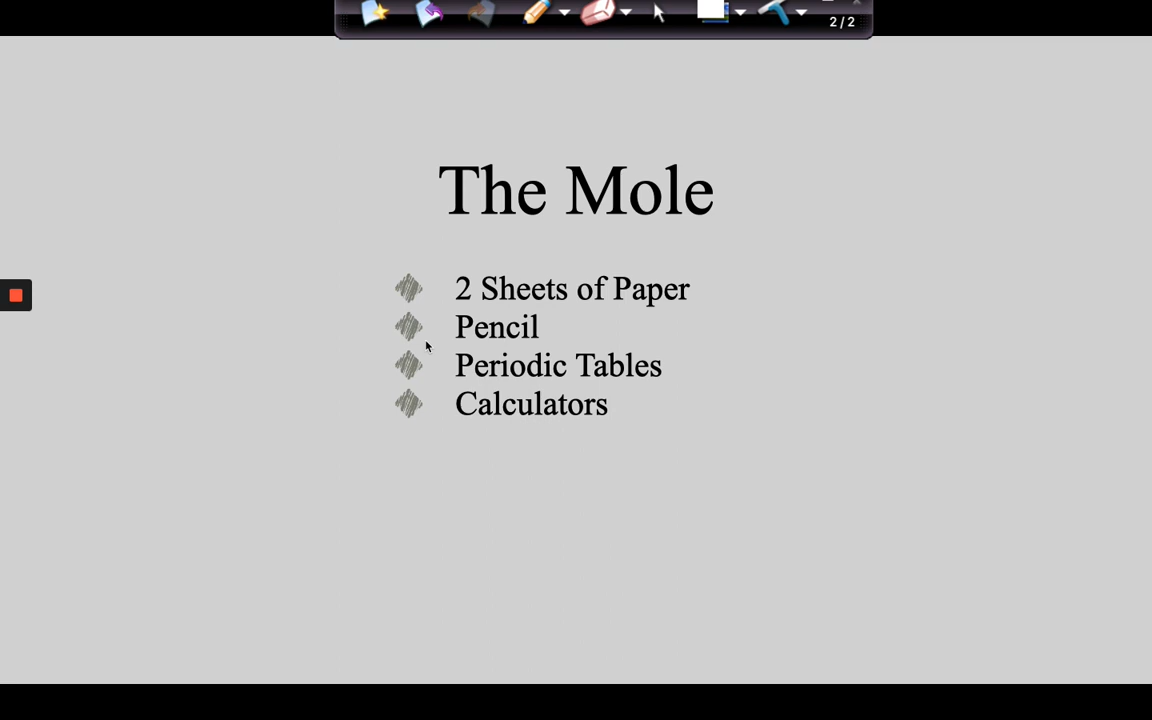 2/2
The Mole
2 Sheets of Paper
Pencil
Periodic Tables
Calculators